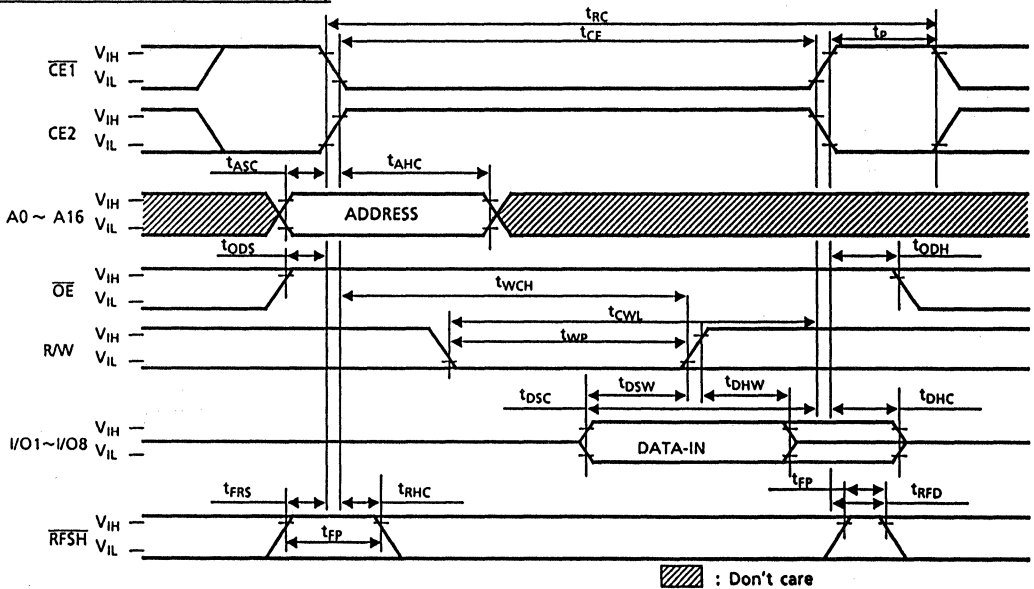 tRC
tCE
tP
CE1
VIH
VIL
CE2
VIH
VIL
tASC
tAHC
A0 ~ A16
VIH
VIL
ADDRESS
tODS
tODH
OE
VIH
VIL
tWCH
tCWL
R/W
VIH
VIL
tWP
tDSC
tDSW
tDHW
tDHC
I/O1~I/O8
VIH
VIL
DATA-IN
tFRS
tRHC
tFP
tRFD
RFSH
VIH
VIL
tFP
: Don't care